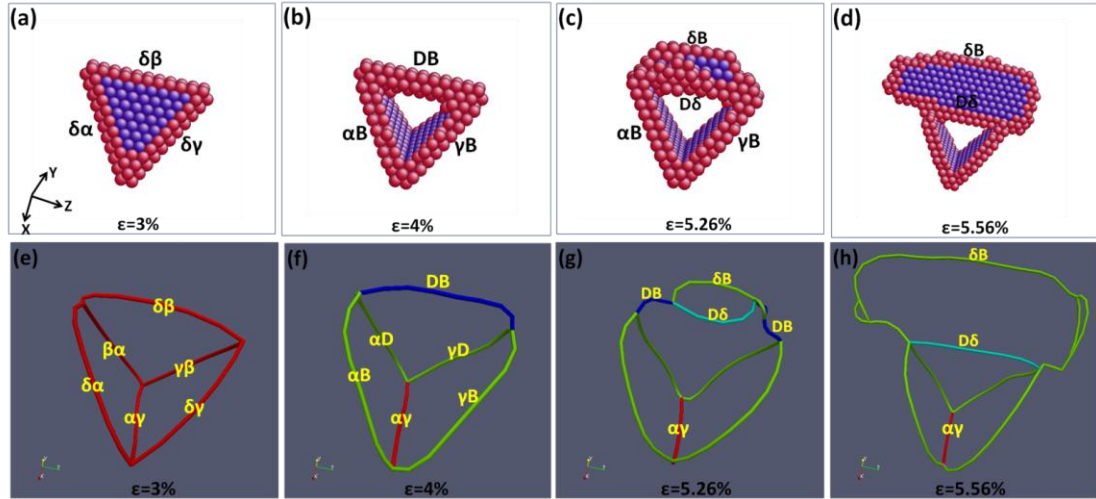 (a)
δβ
δα
δγ
Y
Z
X
ε=3%
(b)
DB
αB
γB
ε=4%
(c)
δB
Dδ
αB
γB
ε=5.26%
(d)
δB
Dδ
ε=5.56%
(e)
δβ
βα
γβ
δα
αγ
δγ
ε=3%
(f)
DB
αD
γD
αB
αγ
γB
ε=4%
(g)
δB
DB
Dδ
DB
αγ
ε=5.26%
(h)
δB
Dδ
αγ
ε=5.56%